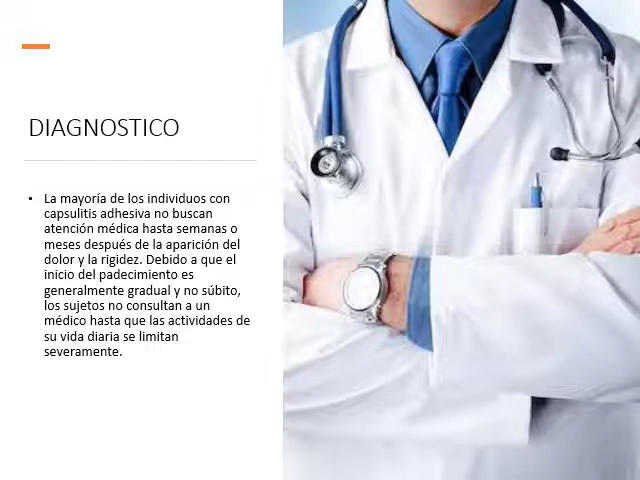 DIAGNOSTICO
• La mayoría de los individuos con
capsulitis adhesiva no buscan
atención médica hasta semanas o
meses después de la aparición del
dolor y la rigidez. Debido a que el
inicio del padecimiento es
generalmente gradual y no súbito,
los sujetos no consultan a un
médico hasta que las actividades de
su vida diaria se limitan
severamente.